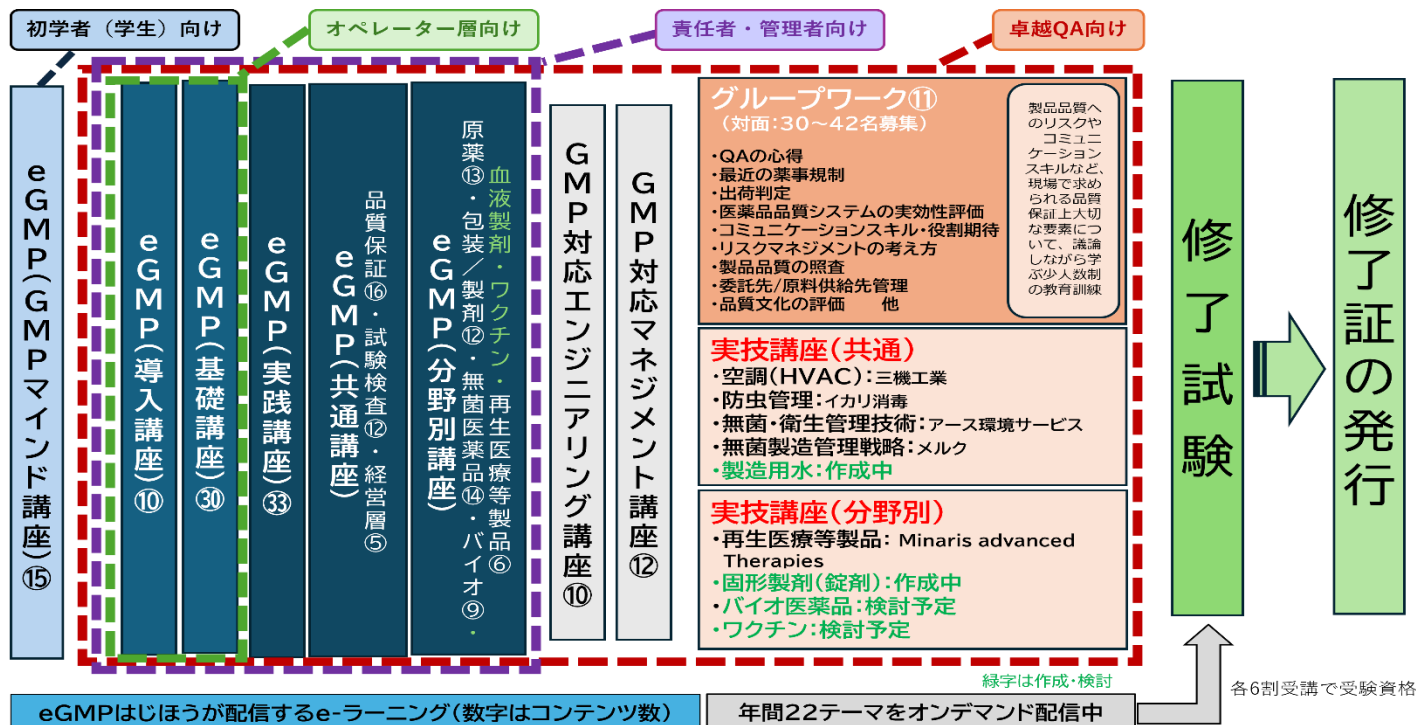 初学者（学生）向け
オペレーター層向け
責任者・管理者向け
卓越QA向け
eGMP(GMPマインド講座)⑮
eGMP(導入講座)⑩
eGMP(基礎講座)㉚
eGMP(実践講座)㉝
品質保証⑯・試験検査⑫・経営層⑤
eGMP(共通講座)
血液製剤・ワクチン・再生医療等製品⑥
原薬⑬・包装／製剤⑫・無菌医薬品⑭・バイオ⑨・
eGMP(分野別講座)
GMP対応エンジニアリング講座⑩
GMP対応マネジメント講座⑫
グループワーク⑪
（対面：30～42名募集）
・QAの心得
・最近の薬事規制
・出荷判定
・医薬品品質システムの実効性評価
・コミュニケーションスキル・役割期待
・リスクマネジメントの考え方
・製品品質の照査
・委託先/原料供給先管理
・品質文化の評価　他
製品品質へ
のリスクや
コミュニ
ケーション
スキルなど、
現場で求め
られる品質
保証上大切
な要素につ
いて、議論
しながら学
ぶ少人数制
の教育訓練
実技講座(共通)
・空調(HVAC)：三機工業
・防虫管理：イカリ消毒
・無菌・衛生管理技術：アース環境サービス
・無菌製造管理戦略：メルク
・製造用水：作成中
実技講座(分野別)
・再生医療等製品： Minaris advanced
Therapies
・固形製剤(錠剤)：作成中
・バイオ医薬品：検討予定
・ワクチン：検討予定
緑字は作成・検討
修了試験
修了証の発行
各6割受講で受験資格
eGMPはじほうが配信するe-ラーニング(数字はコンテンツ数)
年間22テーマをオンデマンド配信中